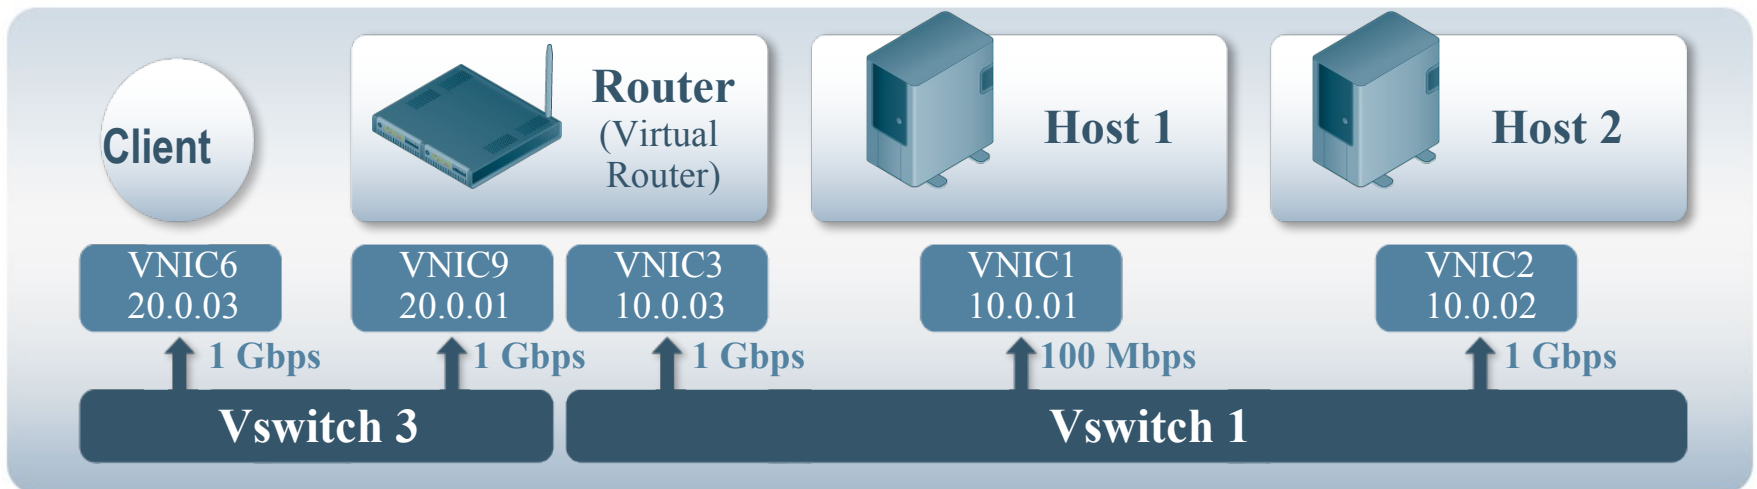 Client
Router
(Virtual
Router)
Host 1
Host 2
VNIC6
20.0.03
VNIC9
20.0.01
VNIC3
10.0.03
VNIC1
10.0.01
VNIC2
10.0.02
1 Gbps
1 Gbps
1 Gbps
100 Mbps
1 Gbps
Vswitch 3
Vswitch 1